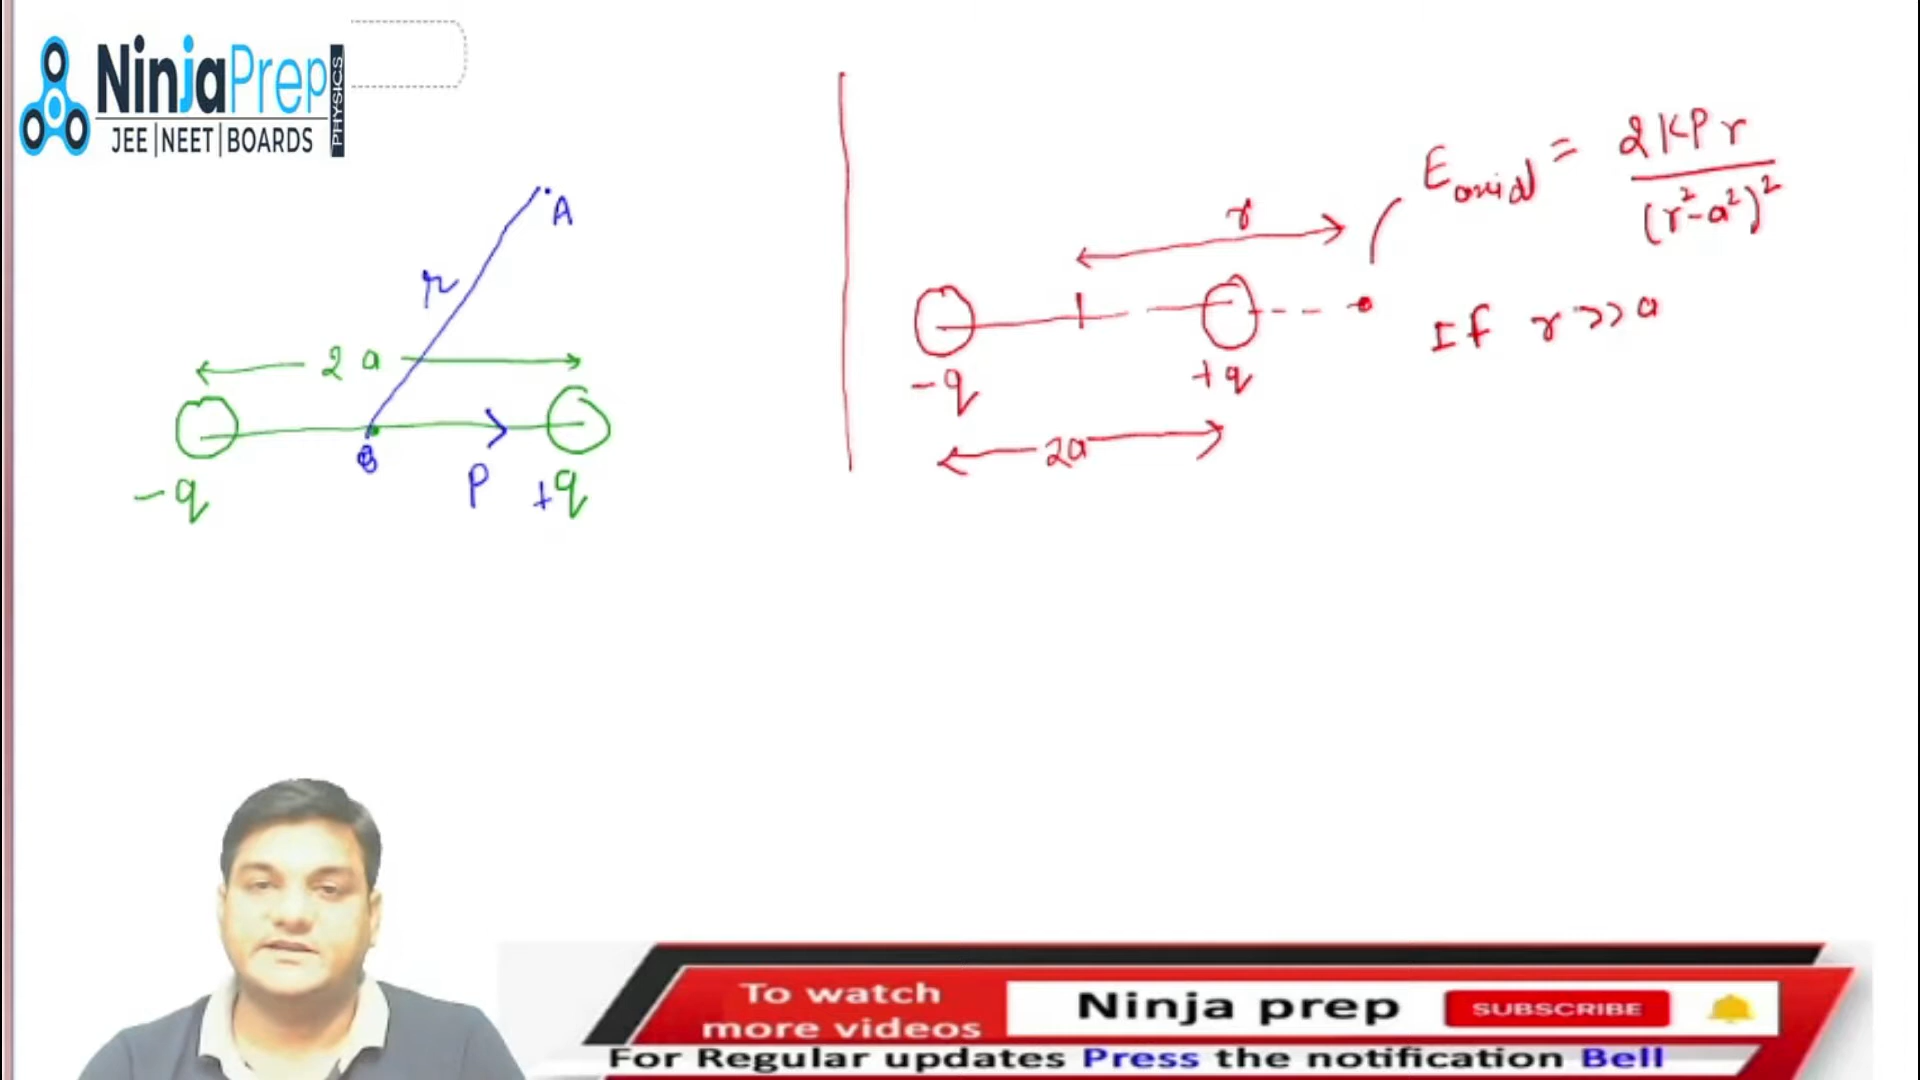 NinjaPrep
PHYSICS
JEE|NEET|BOARDS
A
r
2a
B
P
-q
+q
r
E axial = 2KPr / (r²-a²)²
If r>>a
-q
+q
2a
To watch
more videos
Ninja prep
SUBSCRIBE
For Regular updates Press the notification Bell